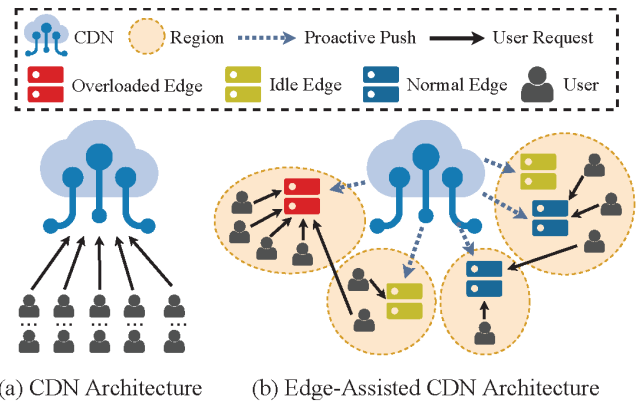 CDN Region Proactive Push User Request
Overloaded Edge Idle Edge Normal Edge User
... ... ... ... ...
(a) CDN Architecture (b) Edge-Assisted CDN Architecture